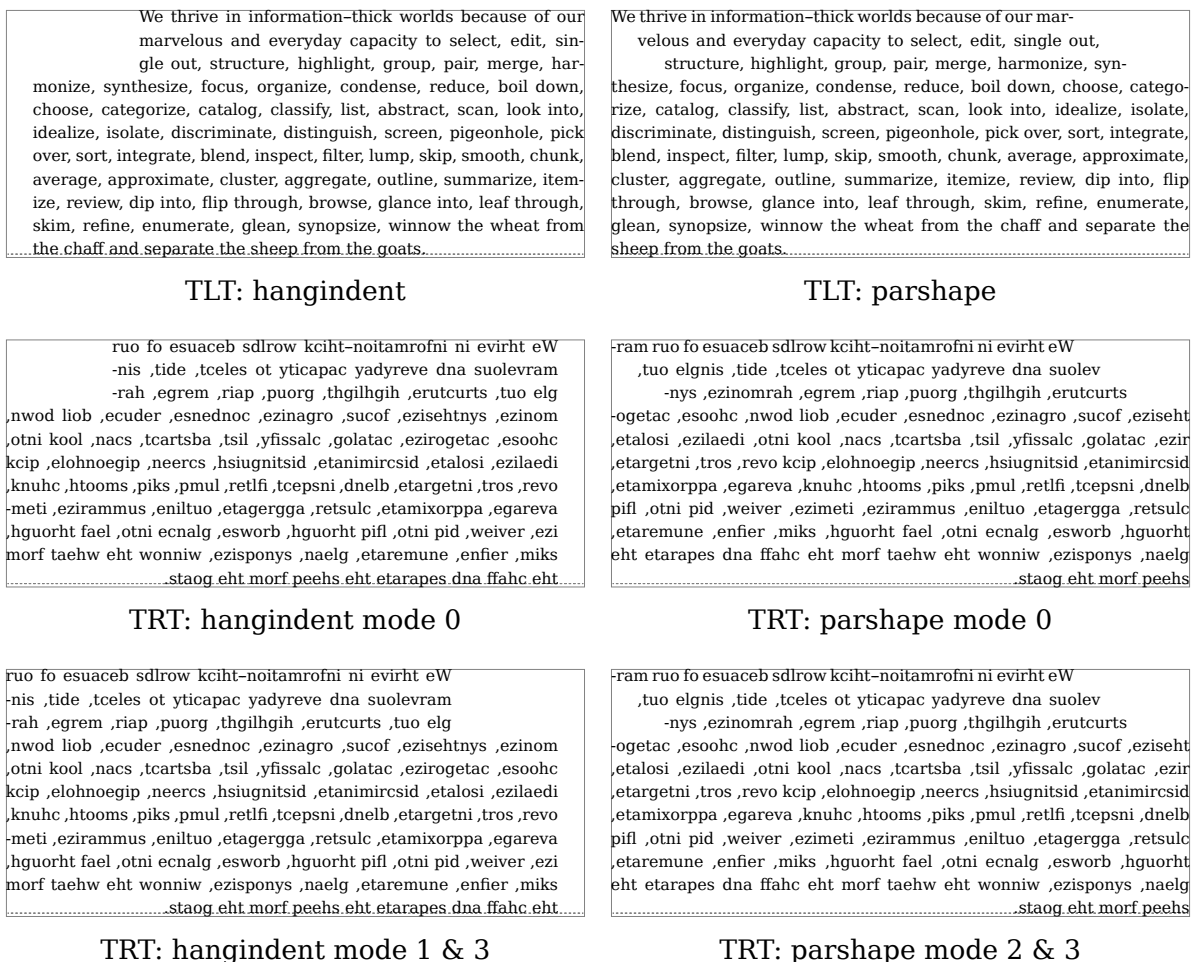 We thrive in information–thick worlds because of our
marvelous and everyday capacity to select, edit, sin-
gle out, structure, highlight, group, pair, merge, har-
monize, synthesize, focus, organize, condense, reduce, boil down,
choose, categorize, catalog, classify, list, abstract, scan, look into,
idealize, isolate, discriminate, distinguish, screen, pigeonhole, pick
over, sort, integrate, blend, inspect, filter, lump, skip, smooth, chunk,
average, approximate, cluster, aggregate, outline, summarize, item-
ize, review, dip into, flip through, browse, glance into, leaf through,
skim, refine, enumerate, glean, synopsize, winnow the wheat from
the chaff and separate the sheep from the goats.
TLT: hangindent
We thrive in information–thick worlds because of our mar-
velous and everyday capacity to select, edit, single out,
structure, highlight, group, pair, merge, harmonize, syn-
thesize, focus, organize, condense, reduce, boil down, choose, catego-
rize, catalog, classify, list, abstract, scan, look into, idealize, isolate,
discriminate, distinguish, screen, pigeonhole, pick over, sort, integrate,
blend, inspect, filter, lump, skip, smooth, chunk, average, approximate,
cluster, aggregate, outline, summarize, itemize, review, dip into, flip
through, browse, glance into, leaf through, skim, refine, enumerate,
glean, synopsize, winnow the wheat from the chaff and separate the
sheep from the goats.
TLT: parshape
ruo fo esuaceb sdlrow kciht–noitamrofni ni evirht eW
-nis ,tide ,tceles ot yticapac yadyreve dna suolevram
-rah ,egrem ,riap ,puorg ,thgilhgih ,erutcurts ,tuo elg
,nwod liob ,ecuder ,esnednoc ,ezinagro ,sucof ,ezisehtnys ,ezinom
,otni kool ,nacs ,tcartsba ,tsil ,yfissalc ,golatac ,ezirogetac ,esoohc
kcip ,elohnoegip ,neercs ,hsiugnitsid ,etanimircsid ,etalosi ,ezilaedi
,knuhc ,htooms ,piks ,pmul ,retlfi ,tcepsni ,dnelb ,etargetni ,tros ,revo
-meti ,ezirammus ,eniltuo ,etagergga ,retsulc ,etamixorppa ,egareva
,hguorht fael ,otni ecnalg ,esworb ,hguorht pifl ,otni pid ,weiver ,ezi
morf taehw eht wonniw ,ezisponys ,naelg ,etaremune ,enfier ,miks
.staog eht morf peehs eht etarapes dna ffahc eht
TRT: hangindent mode 0
-ram ruo fo esuaceb sdlrow kciht–noitamrofni ni evirht eW
,tuo elgnis ,tide ,tceles ot yticapac yadyreve dna suolev
-nys ,ezinomrah ,egrem ,riap ,puorg ,thgilhgih ,erutcurts
-ogetac ,esoohc ,nwod liob ,ecuder ,esnednoc ,ezinagro ,sucof ,eziseht
,etalosi ,ezilaedi ,otni kool ,nacs ,tcartsba ,tsil ,yfissalc ,golatac ,ezir
,etargetni ,tros ,revo kcip ,elohnoegip ,neercs ,hsiugnitsid ,etanimircsid
,etamixorppa ,egareva ,knuhc ,htooms ,piks ,pmul ,retlfi ,tcepsni ,dnelb
pifl ,otni pid ,weiver ,ezimeti ,ezirammus ,eniltuo ,etagergga ,retsulc
,etaremune ,enfier ,miks ,hguorht fael ,otni ecnalg ,esworb ,hguorht
eht etarapes dna ffahc eht morf taehw eht wonniw ,ezisponys ,naelg
.staog eht morf peehs
TRT: parshape mode 0
ruo fo esuaceb sdlrow kciht–noitamrofni ni evirht eW
-nis ,tide ,tceles ot yticapac yadyreve dna suolevram
-rah ,egrem ,riap ,puorg ,thgilhgih ,erutcurts ,tuo elg
,nwod liob ,ecuder ,esnednoc ,ezinagro ,sucof ,ezisehtnys ,ezinom
,otni kool ,nacs ,tcartsba ,tsil ,yfissalc ,golatac ,ezirogetac ,esoohc
kcip ,elohnoegip ,neercs ,hsiugnitsid ,etanimircsid ,etalosi ,ezilaedi
,knuhc ,htooms ,piks ,pmul ,retlfi ,tcepsni ,dnelb ,etargetni ,tros ,revo
-meti ,ezirammus ,eniltuo ,etagergga ,retsulc ,etamixorppa ,egareva
,hguorht fael ,otni ecnalg ,esworb ,hguorht pifl ,otni pid ,weiver ,ezi
morf taehw eht wonniw ,ezisponys ,naelg ,etaremune ,enfier ,miks
.staog eht morf peehs eht etarapes dna ffahc eht
TRT: hangindent mode 1 & 3
-ram ruo fo esuaceb sdlrow kciht–noitamrofni ni evirht eW
,tuo elgnis ,tide ,tceles ot yticapac yadyreve dna suolev
-nys ,ezinomrah ,egrem ,riap ,puorg ,thgilhgih ,erutcurts
-ogetac ,esoohc ,nwod liob ,ecuder ,esnednoc ,ezinagro ,sucof ,eziseht
,etalosi ,ezilaedi ,otni kool ,nacs ,tcartsba ,tsil ,yfissalc ,golatac ,ezir
,etargetni ,tros ,revo kcip ,elohnoegip ,neercs ,hsiugnitsid ,etanimircsid
,etamixorppa ,egareva ,knuhc ,htooms ,piks ,pmul ,retlfi ,tcepsni ,dnelb
pifl ,otni pid ,weiver ,ezimeti ,ezirammus ,eniltuo ,etagergga ,retsulc
,etaremune ,enfier ,miks ,hguorht fael ,otni ecnalg ,esworb ,hguorht
eht etarapes dna ffahc eht morf taehw eht wonniw ,ezisponys ,naelg
.staog eht morf peehs
TRT: parshape mode 2 & 3